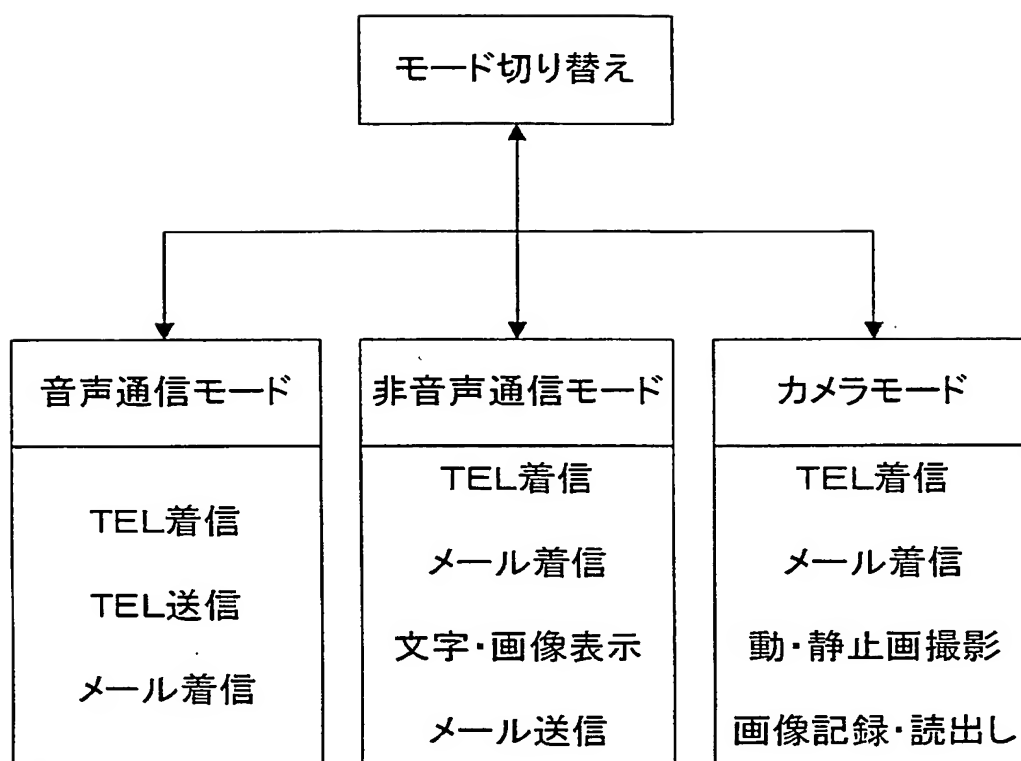 モード切り替え
音声通信モード
TEL着信
TEL送信
メール着信
非音声通信モード
TEL着信
メール着信
文字・画像表示
メール送信
カメラモード
TEL着信
メール着信
動・静止画撮影
画像記録・読出し